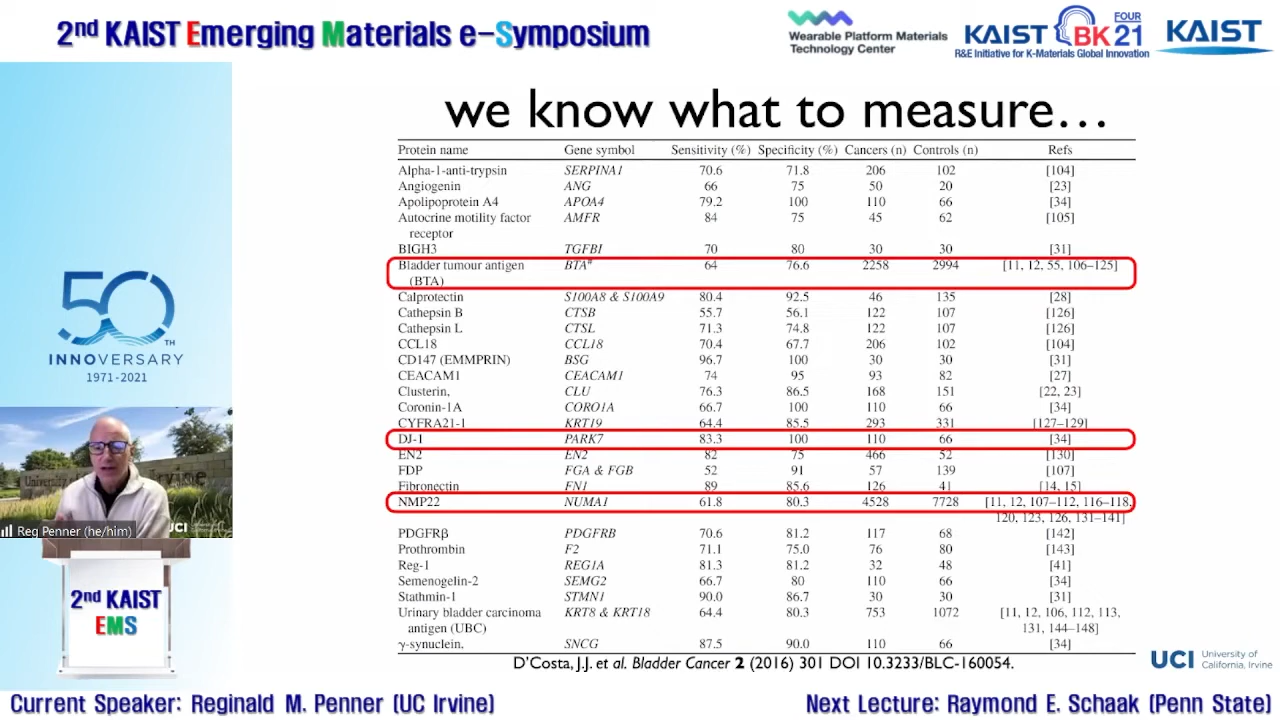 2nd KAIST Emerging Materials e-Symposium
Wearable Platform Materials
Technology Center
KAIST BK FOUR 21
R&E Initiative for K-Materials Global Innovation
KAIST
we know what to measure…
Protein name Gene symbol Sensitivity (%) Specificity (%) Cancers (n) Controls (n) Refs
Alpha-1-anti-trypsin SERPINA1 70.6 71.8 206 102 [104]
Angiogenin ANG 66 75 50 20 [23]
Apolipoprotein A4 APOA4 79.2 100 110 66 [34]
Autocrine motility factor AMFR 84 75 45 62 [105]
receptor
BIGH3 TGFBI 70 80 30 30 [31]
Bladder tumour antigen BTA# 64 76.6 2258 2994 [11, 12, 55, 106–125]
(BTA)
Calprotectin S100A8 & S100A9 80.4 92.5 46 135 [28]
Cathepsin B CTSB 55.7 56.1 122 107 [126]
Cathepsin L CTSL 71.3 74.8 122 107 [126]
CCL18 CCL18 70.4 67.7 206 102 [104]
CD147 (EMMPRIN) BSG 96.7 100 30 30 [31]
CEACAM1 CEACAM1 74 95 93 82 [27]
Clusterin, CLU 76.3 86.5 168 151 [22, 23]
Coronin-1A CORO1A 66.7 100 110 66 [34]
CYFRA21-1 KRT19 64.4 85.5 293 331 [127–129]
DJ-1 PARK7 83.3 100 110 66 [34]
EN2 EN2 82 75 466 52 [130]
FDP FGA & FGB 52 91 57 139 [107]
Fibronectin FN1 89 85.6 126 41 [14, 15]
NMP22 NUMA1 61.8 80.3 4528 7728 [11, 12, 107–112, 116–118,
120, 123, 126, 131–141]
PDGFRβ PDGFRB 70.6 81.2 117 68 [142]
Prothrombin F2 71.1 75.0 76 80 [143]
Reg-1 REG1A 81.3 81.2 32 48 [41]
Semenogelin-2 SEMG2 66.7 80 110 66 [34]
Stathmin-1 STMN1 90.0 86.7 30 30 [31]
Urinary bladder carcinoma KRT8 & KRT18 64.4 80.3 753 1072 [11, 12, 106, 112, 113,
antigen (UBC) 131, 144–148]
γ-synuclein, SNCG 87.5 90.0 110 66 [34]
D'Costa, J.J. et al. Bladder Cancer 2 (2016) 301 DOI 10.3233/BLC-160054.
50TH
INNOVERSARY
1971-2021
Reg Penner (he/him)
UCI
2nd KAIST
EMS
UCI University of
California, Irvine
Current Speaker: Reginald M. Penner (UC Irvine)
Next Lecture: Raymond E. Schaak (Penn State)